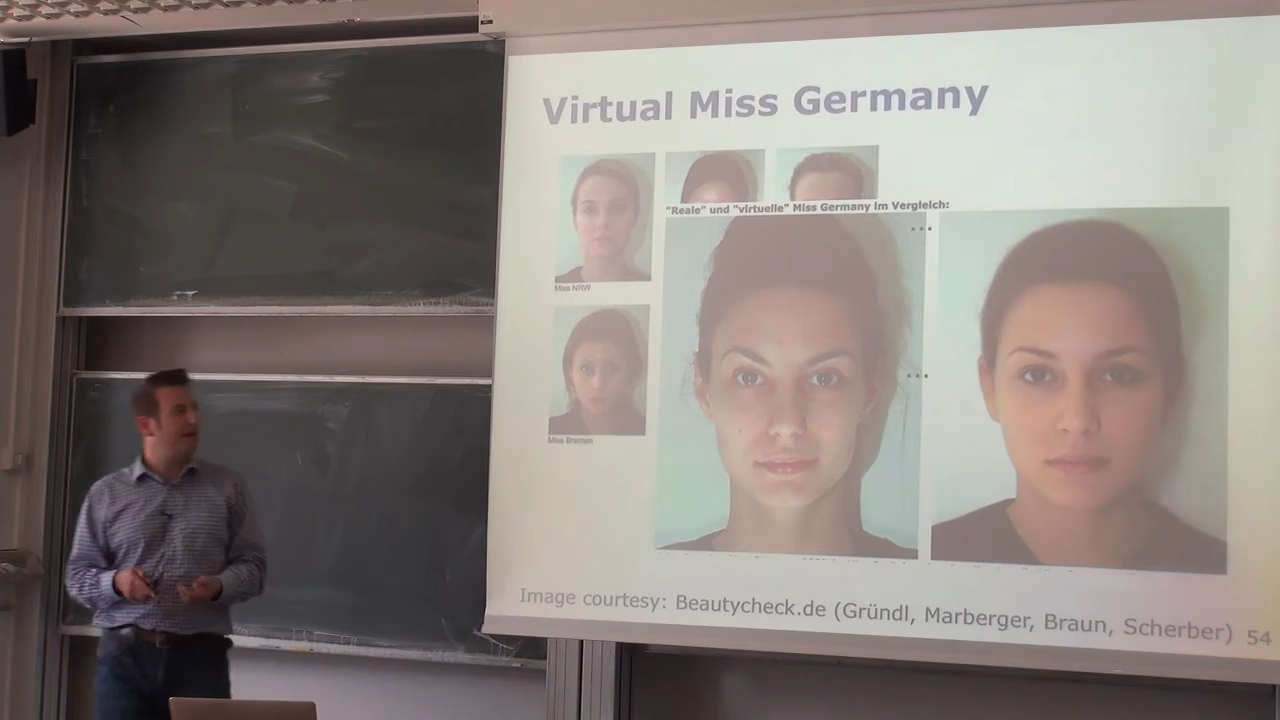 Virtual Miss Germany
"Reale" und "virtuelle" Miss Germany im Vergleich:
Miss NRW
Miss Bremen
Image courtesy: Beautycheck.de (Gründl, Marberger, Braun, Scherber)
54